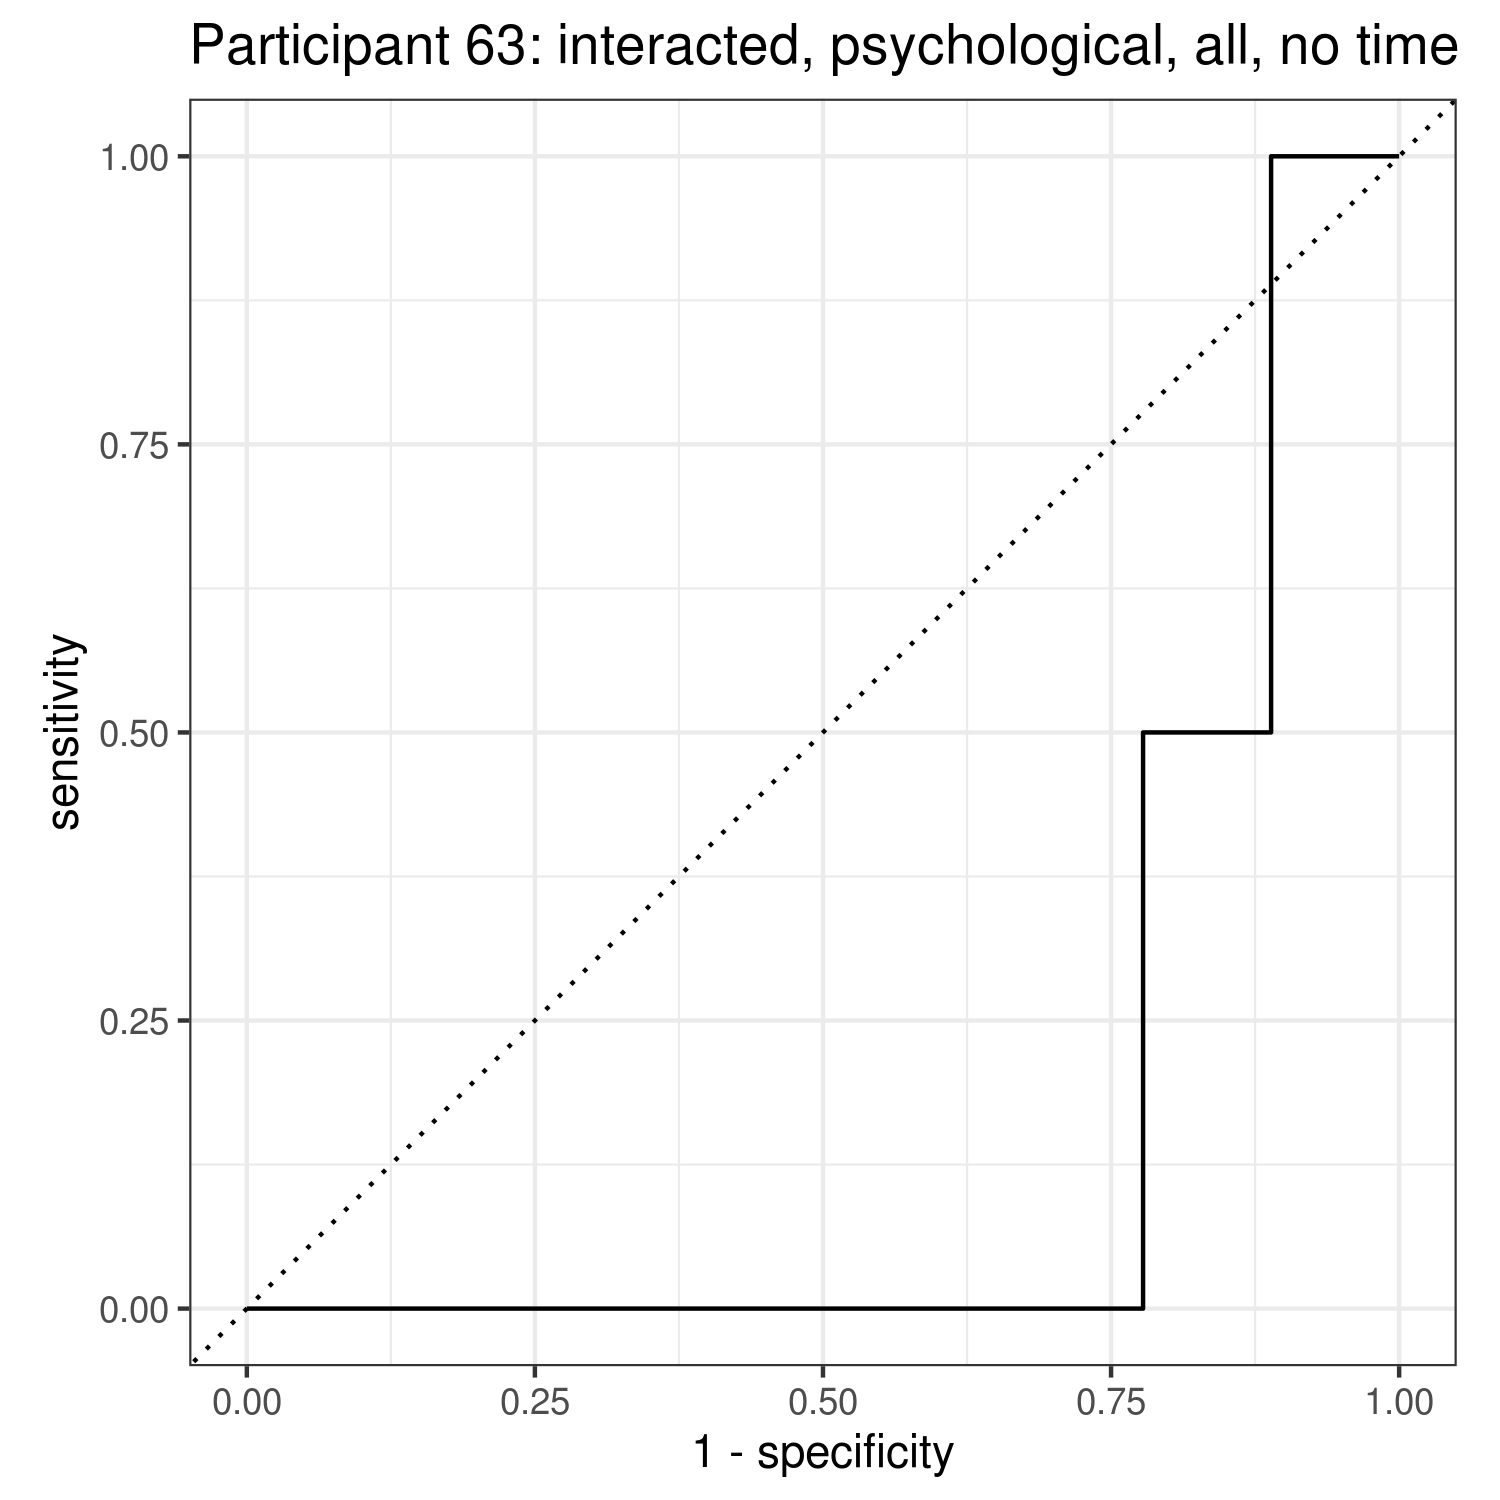 Participant 63: interacted, psychological, all, no time
1.00
0.75
0.50
0.25
0.00
sensitivity
0.00 0.25 0.50 0.75 1.00
1 - specificity